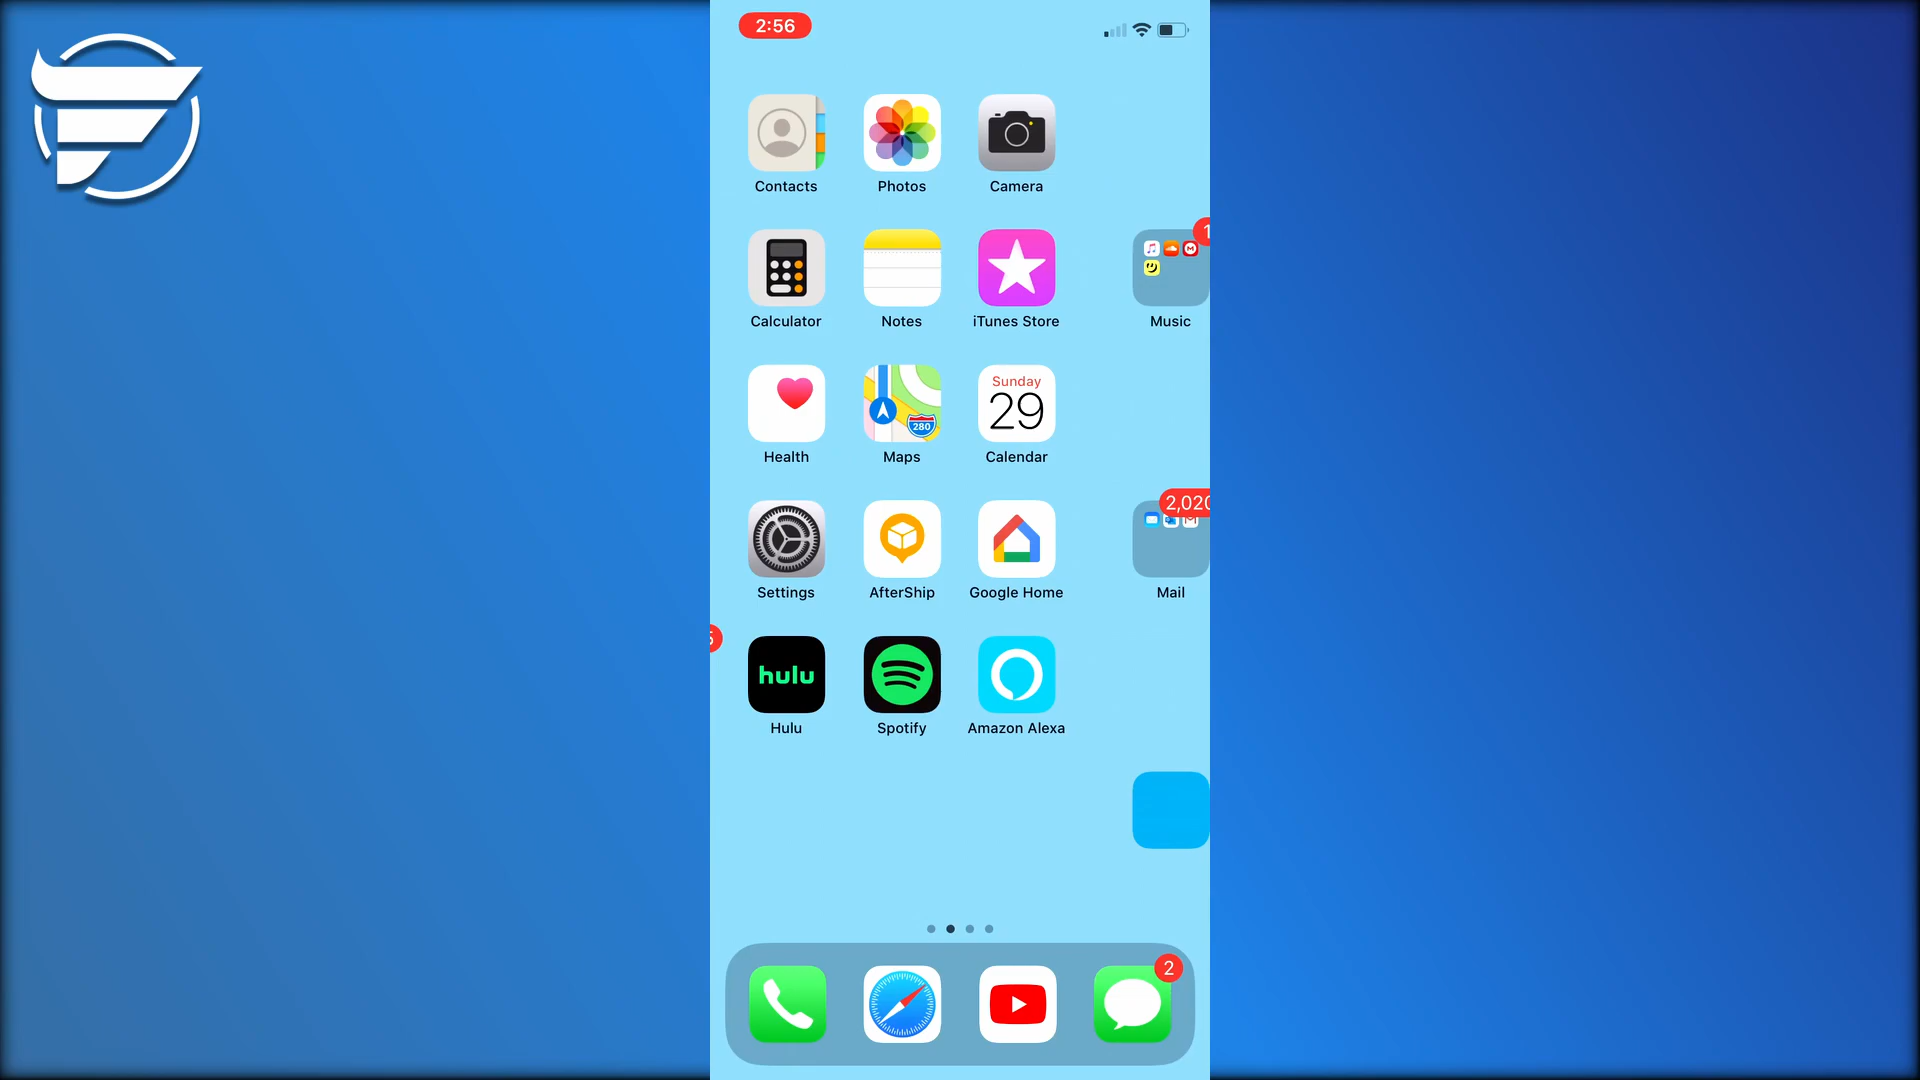 2:56
Contacts Photos Camera
1
Calculator Notes iTunes Store Music
Sunday
29
280
Health Maps Calendar
2,020
Settings AfterShip Google Home Mail
5
hulu
Hulu Spotify Amazon Alexa
2